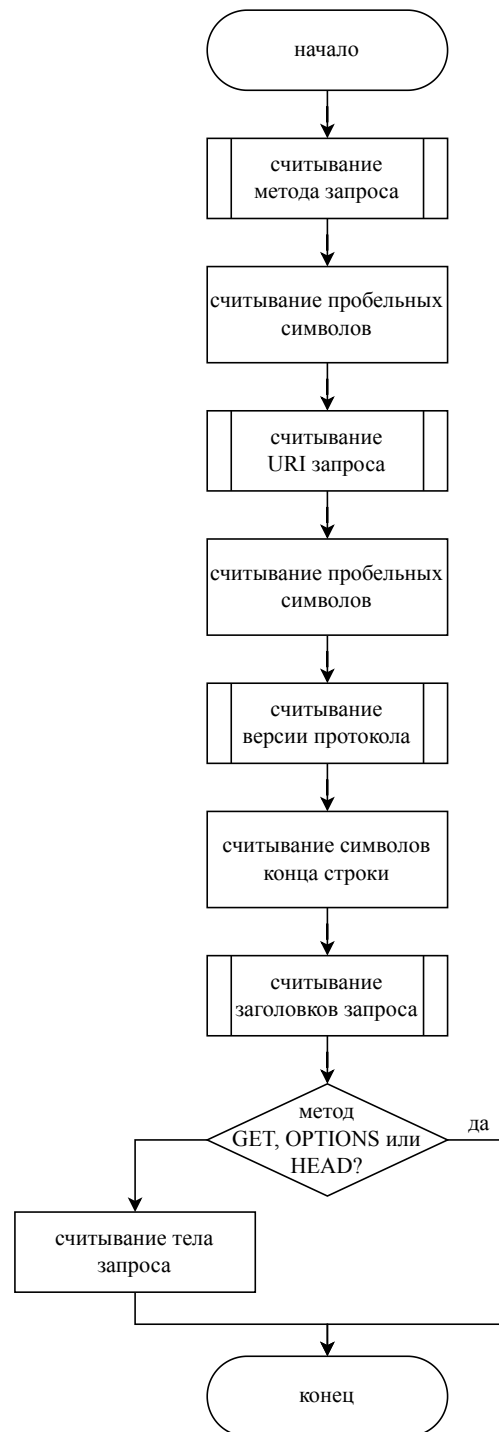 начало
считывание
метода запроса
считывание пробельных
символов
считывание
URI запроса
считывание пробельных
символов
считывание
версии протокола
считывание символов
конца строки
считывание
заголовков запроса
метод
GET, OPTIONS или
HEAD?
да
считывание тела
запроса
конец